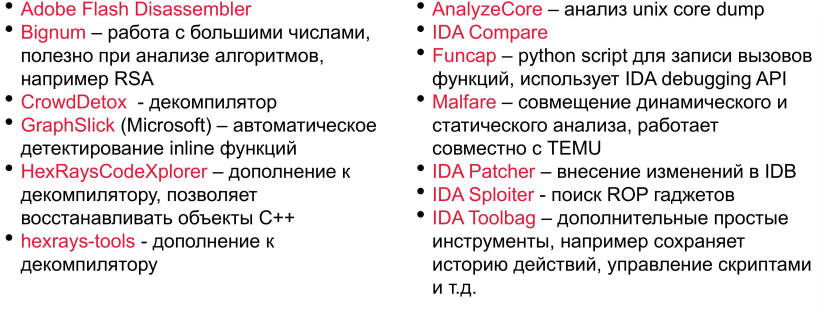 • Adobe Flash Disassembler
• Bignum – работа с большими числами,
полезно при анализе алгоритмов,
например RSA
• CrowdDetox - декомпилятор
• GraphSlick (Microsoft) – автоматическое
детектирование inline функций
• HexRaysCodeXplorer – дополнение к
декомпилятору, позволяет
восстанавливать объекты C++
• hexrays-tools - дополнение к
декомпилятору
• AnalyzeCore – анализ unix core dump
• IDA Compare
• Funcap – python script для записи вызовов
функций, использует IDA debugging API
• Malfare – совмещение динамического и
статического анализа, работает
совместно с TEMU
• IDA Patcher – внесение изменений в IDB
• IDA Sploiter - поиск ROP гаджетов
• IDA Toolbag – дополнительные простые
инструменты, например сохраняет
историю действий, управление скриптами
и т.д.